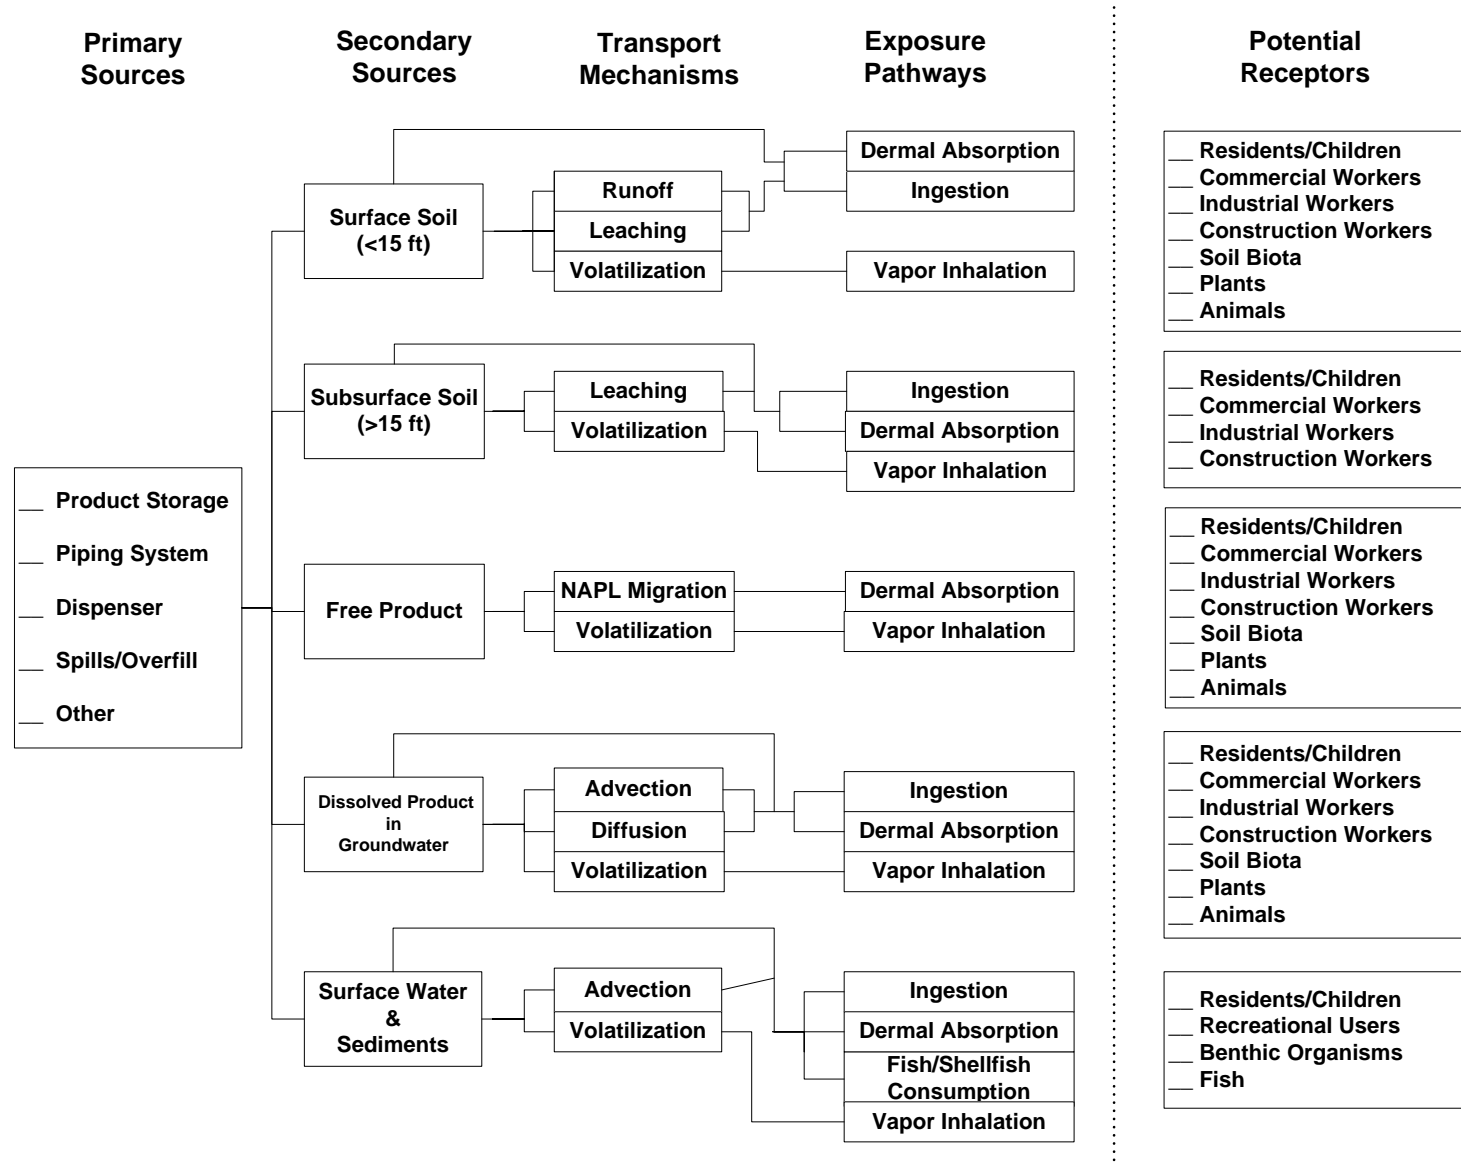 Primary
Sources
Secondary
Sources
Transport
Mechanisms
Exposure
Pathways
Potential
Receptors
__ Product Storage
__ Piping System
__ Dispenser
__ Spills/Overfill
__ Other
Surface Soil
(<15 ft)
Runoff
Leaching
Volatilization
Dermal Absorption
Ingestion
Vapor Inhalation
__ Residents/Children
__ Commercial Workers
__ Industrial Workers
__ Construction Workers
__ Soil Biota
__ Plants
__ Animals
Subsurface Soil
(>15 ft)
Leaching
Volatilization
Ingestion
Dermal Absorption
Vapor Inhalation
__ Residents/Children
__ Commercial Workers
__ Industrial Workers
__ Construction Workers
Free Product
NAPL Migration
Volatilization
Dermal Absorption
Vapor Inhalation
__ Residents/Children
__ Commercial Workers
__ Industrial Workers
__ Construction Workers
__ Soil Biota
__ Plants
__ Animals
Dissolved Product
in
Groundwater
Advection
Diffusion
Volatilization
Ingestion
Dermal Absorption
Vapor Inhalation
__ Residents/Children
__ Commercial Workers
__ Industrial Workers
__ Construction Workers
__ Soil Biota
__ Plants
__ Animals
Surface Water
&
Sediments
Advection
Volatilization
Ingestion
Dermal Absorption
Fish/Shellfish
Consumption
Vapor Inhalation
__ Residents/Children
__ Recreational Users
__ Benthic Organisms
__ Fish